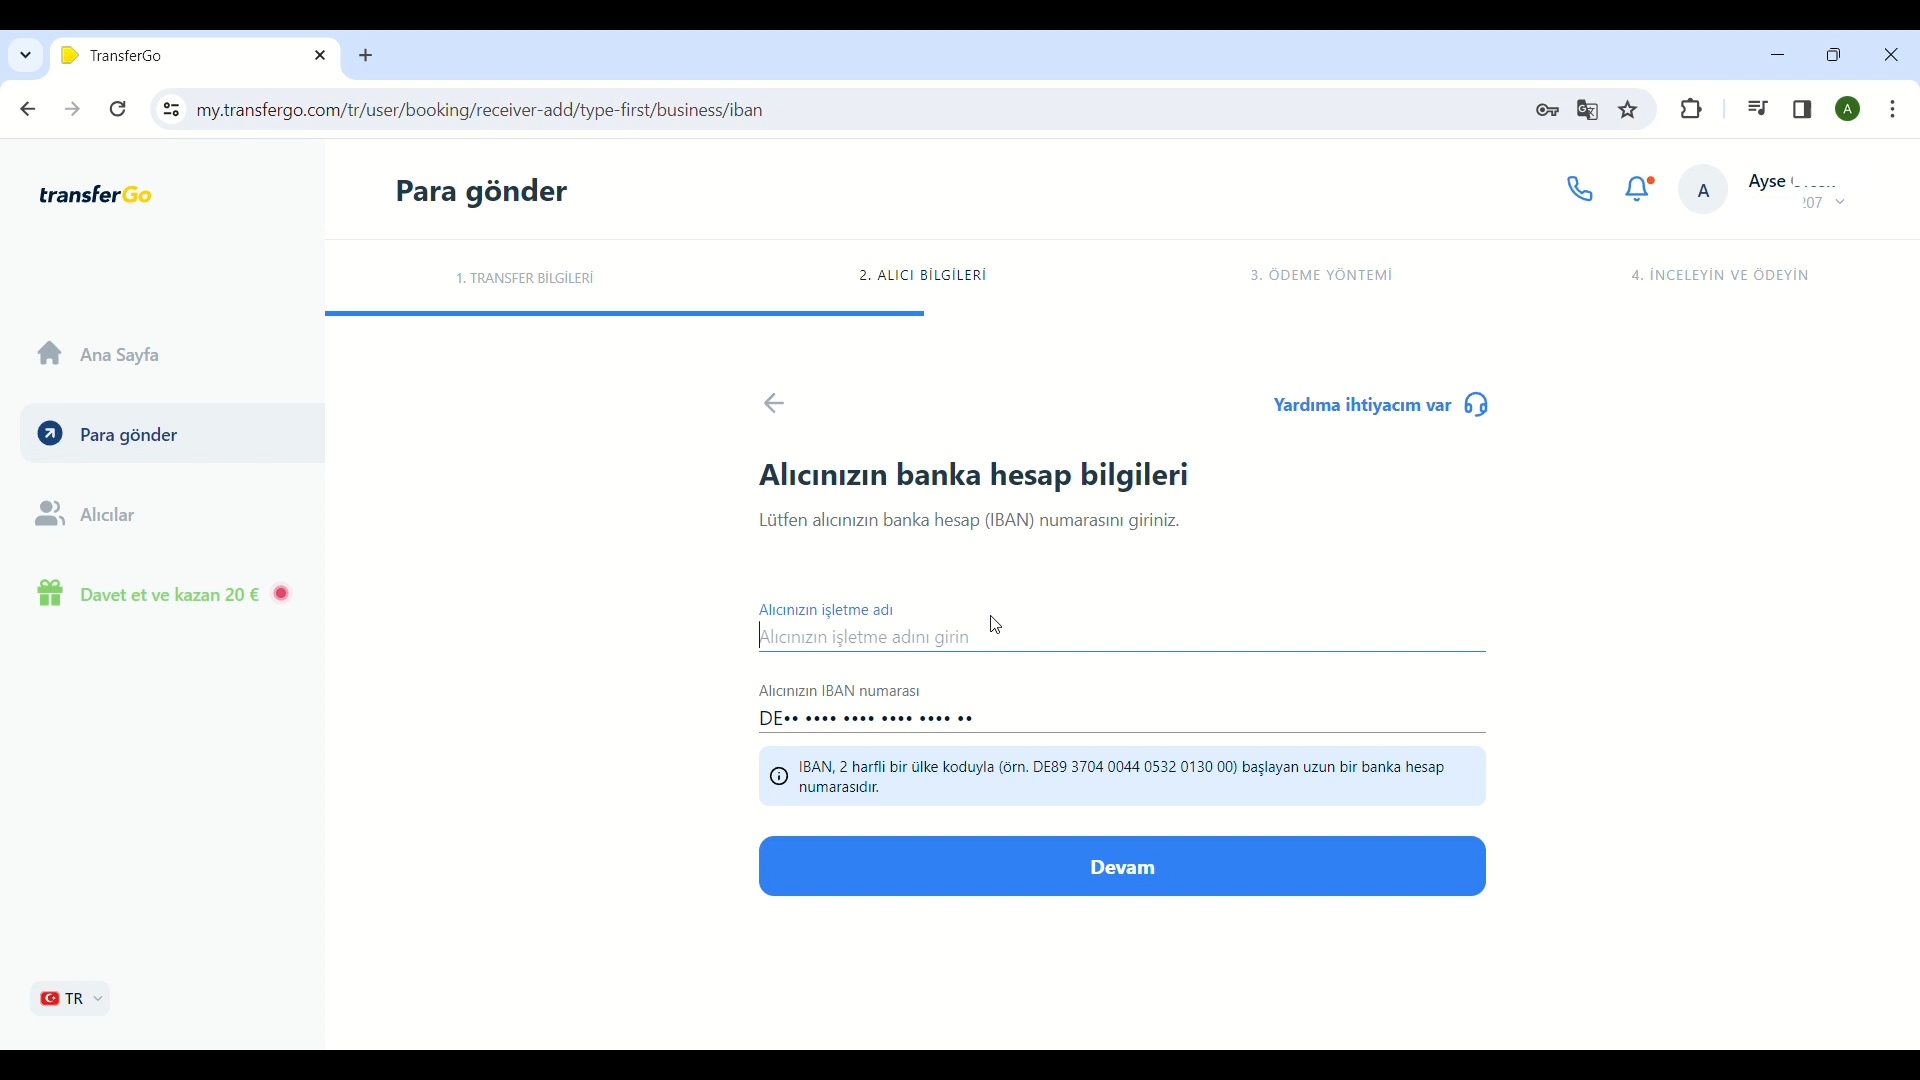 TransferGo
my.transfergo.com/tr/user/booking/receiver-add/type-first/business/iban
A
transferGo
Para gönder
A
Ayse
207
1. TRANSFER BİLGİLERİ
2. ALICI BİLGİLERİ
3. ÖDEME YÖNTEMİ
4. İNCELEYİN VE ÖDEYİN
Ana Sayfa
Para gönder
Alıcılar
Davet et ve kazan 20 €
TR
Yardıma ihtiyacım var
Alıcınızın banka hesap bilgileri
Lütfen alıcınızın banka hesap (IBAN) numarasını giriniz.
Alıcınızın işletme adı
Alıcınızın işletme adını girin
Alıcınızın IBAN numarası
DE•• •••• •••• •••• •••• ••
IBAN, 2 harfli bir ülke koduyla (örn. DE89 3704 0044 0532 0130 00) başlayan uzun bir banka hesap
numarasıdır.
Devam